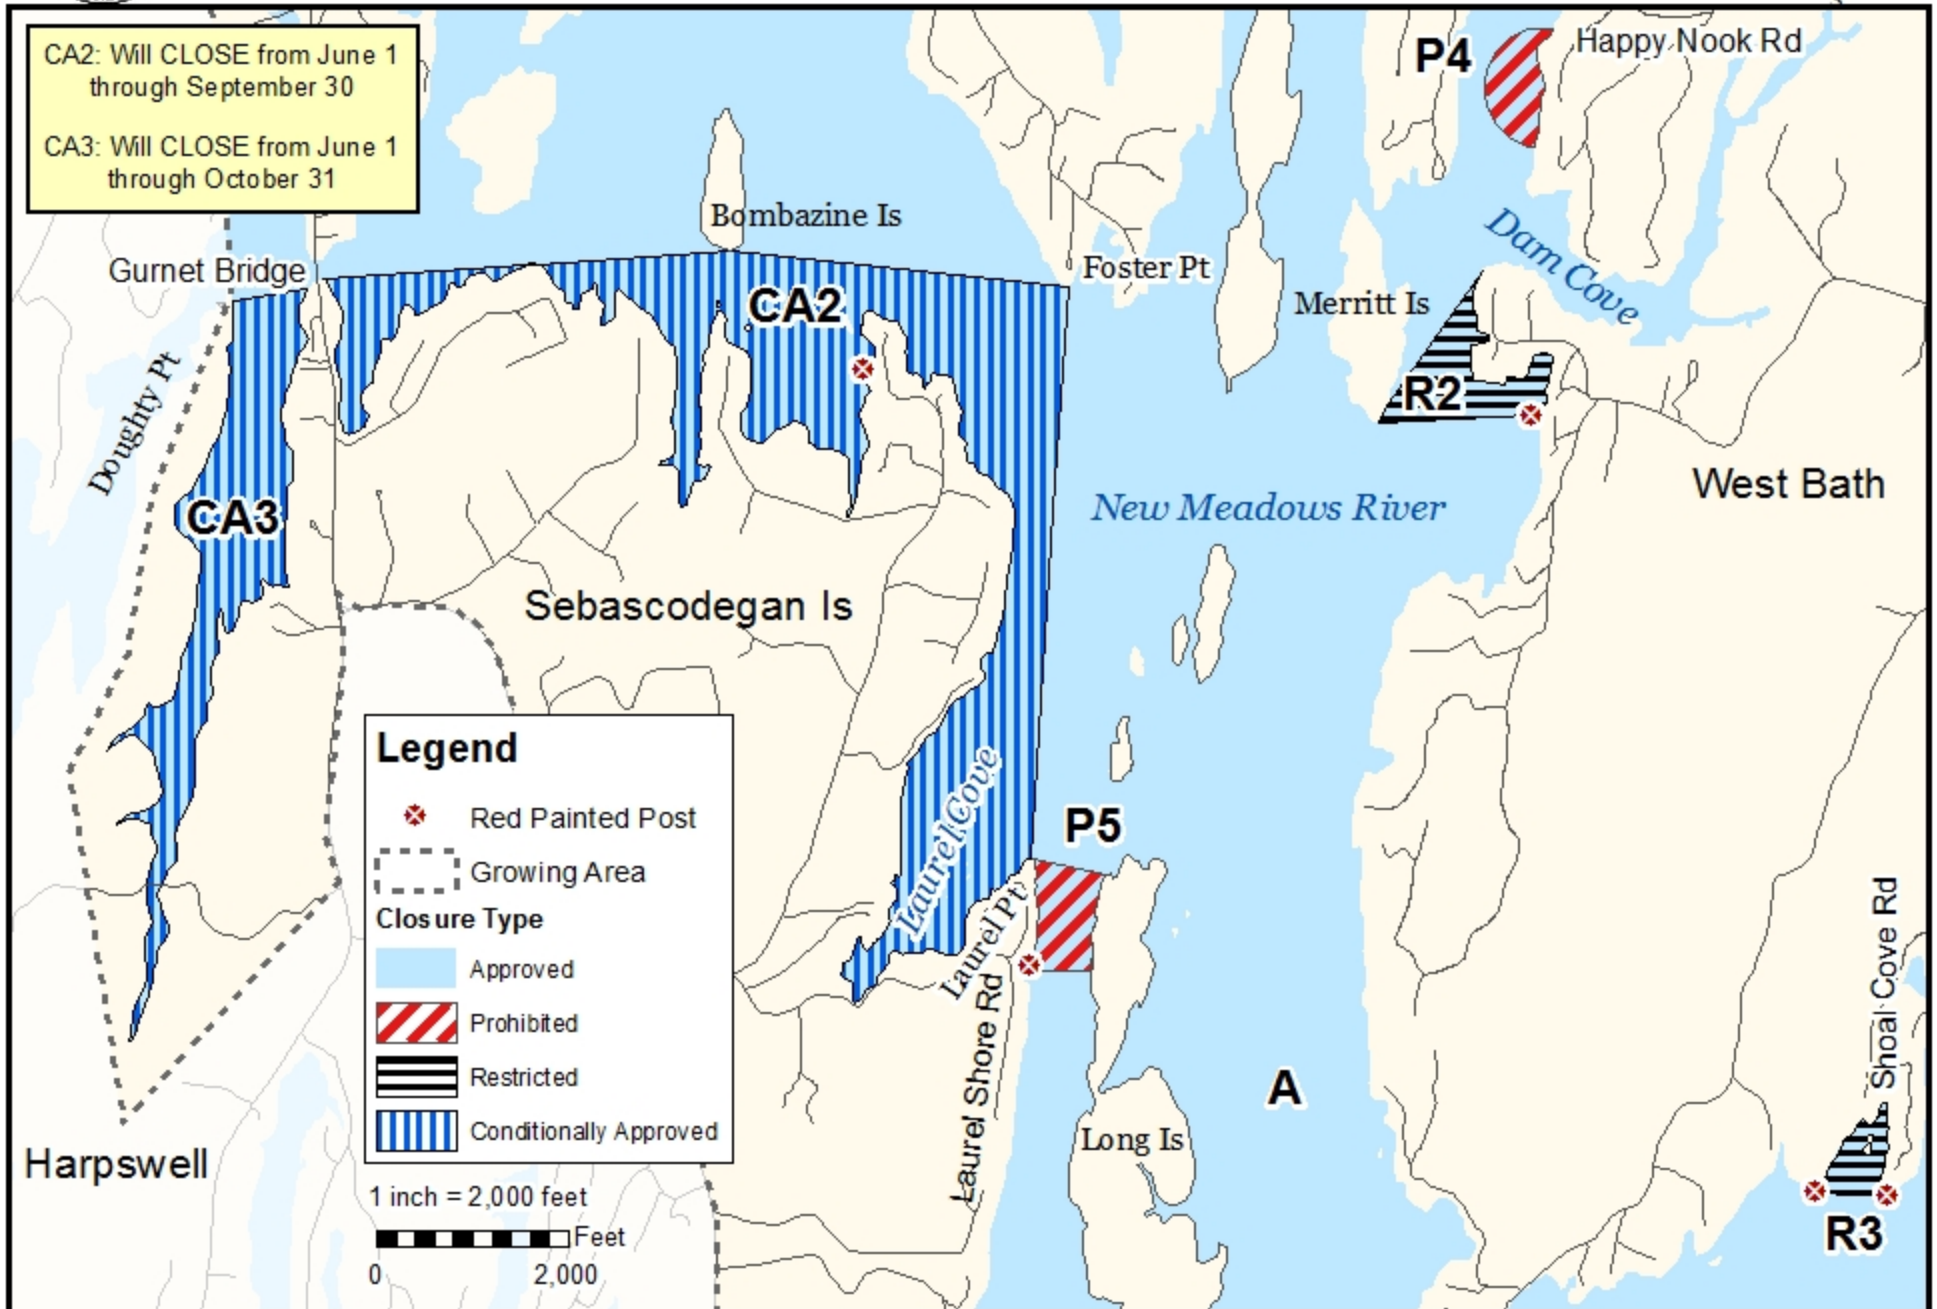 CA2: Will CLOSE from June 1
through September 30
CA3: Will CLOSE from June 1
through October 31
P4
Happy Nook Rd
Bombazine Is
Dam Cove
Gurnet Bridge
Foster Pt
Merritt Is
CA2
Doughty Pt
R2
West Bath
New Meadows River
CA3
Sebascodegan Is
Laurel Cove
P5
Laurel Pt
Laurel Shore Rd
Shoal Cove Rd
A
Long Is
R3
Harpswell
Legend
Red Painted Post
Growing Area
Closure Type
Approved
Prohibited
Restricted
Conditionally Approved
1 inch = 2,000 feet
Feet
0 2,000